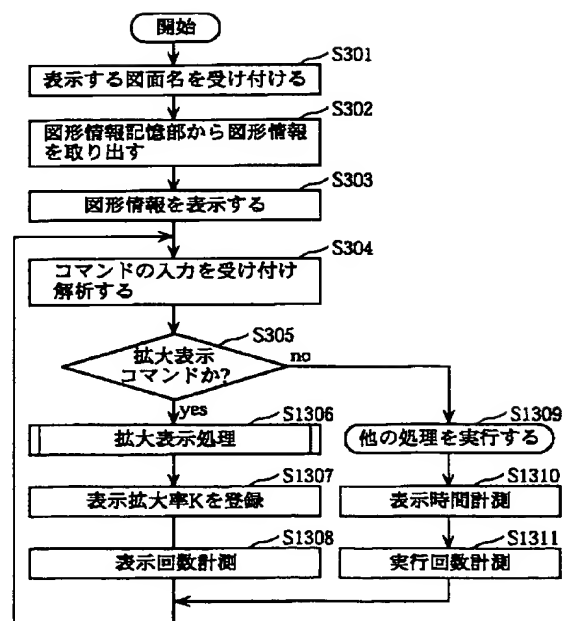 開始
S301
表示する図面名を受け付ける
S302
図形情報記憶部から図形情報
を取り出す
S303
図形情報を表示する
S304
コマンドの入力を受け付け
解析する
S305
拡大表示
コマンドか?
no
yes
S1306
拡大表示処理
S1309
他の処理を実行する
S1307
表示拡大率Kを登録
S1310
表示時間計測
S1308
表示回数計測
S1311
実行回数計測